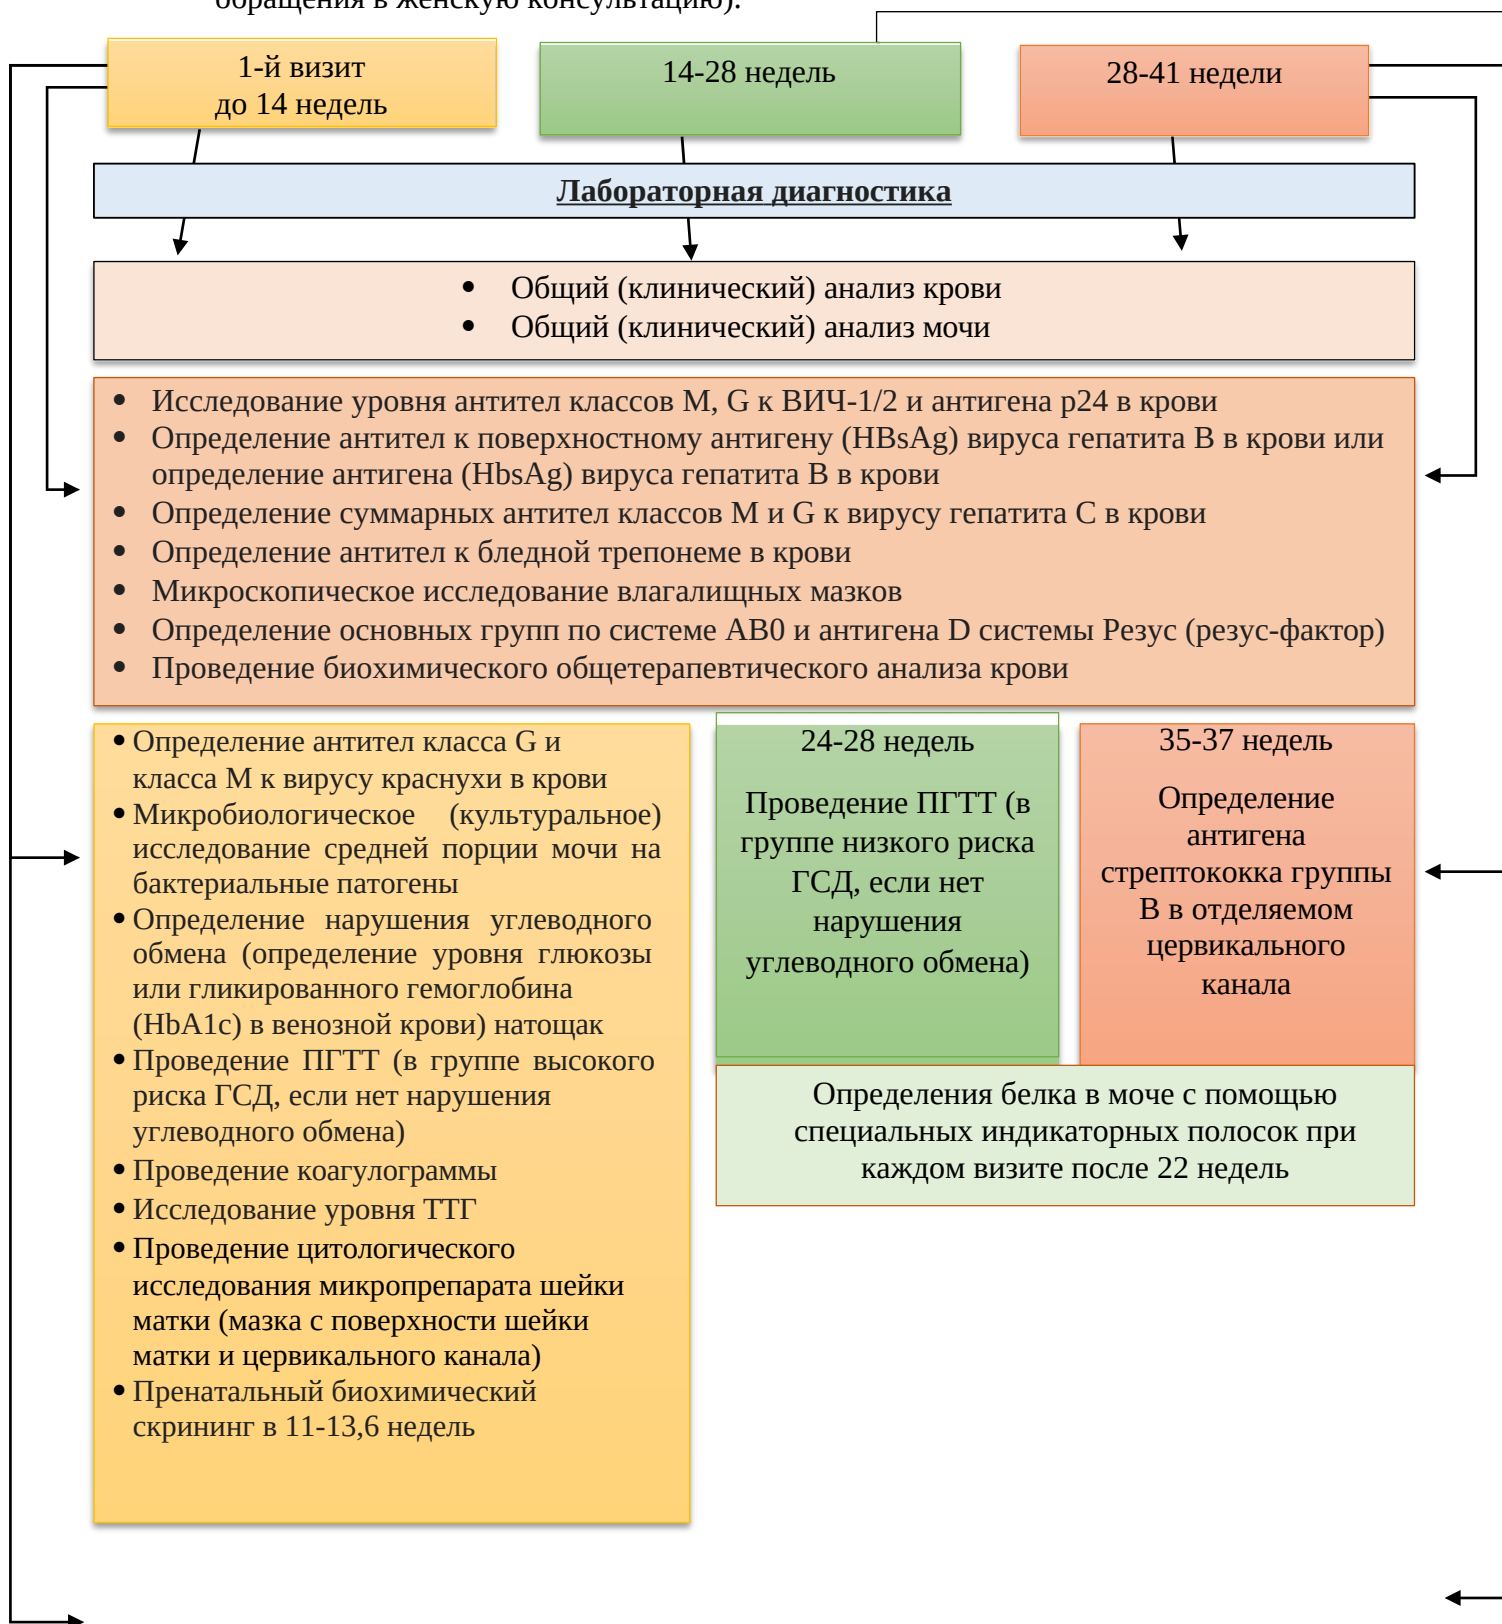 обращения в женскую консультацию).
1-й визит
до 14 недель
14-28 недель
28-41 недели
Лабораторная диагностика
• Общий (клинический) анализ крови
• Общий (клинический) анализ мочи
• Исследование уровня антител классов M, G к ВИЧ-1/2 и антигена p24 в крови
• Определение антител к поверхностному антигену (HBsAg) вируса гепатита B в крови или
определение антигена (HbsAg) вируса гепатита B в крови
• Определение суммарных антител классов M и G к вирусу гепатита C в крови
• Определение антител к бледной трепонеме в крови
• Микроскопическое исследование влагалищных мазков
• Определение основных групп по системе AB0 и антигена D системы Резус (резус-фактор)
• Проведение биохимического общетерапевтического анализа крови
• Определение антител класса G и
класса M к вирусу краснухи в крови
• Микробиологическое (культуральное)
исследование средней порции мочи на
бактериальные патогены
• Определение нарушения углеводного
обмена (определение уровня глюкозы
или гликированного гемоглобина
(HbA1c) в венозной крови) натощак
• Проведение ПГТТ (в группе высокого
риска ГСД, если нет нарушения
углеводного обмена)
• Проведение коагулограммы
• Исследование уровня ТТГ
• Проведение цитологического
исследования микропрепарата шейки
матки (мазка с поверхности шейки
матки и цервикального канала)
• Пренатальный биохимический
скрининг в 11-13,6 недель
24-28 недель
Проведение ПГТТ (в
группе низкого риска
ГСД, если нет
нарушения
углеводного обмена)
35-37 недель
Определение
антигена
стрептококка группы
B в отделяемом
цервикального
канала
Определения белка в моче с помощью
специальных индикаторных полосок при
каждом визите после 22 недель